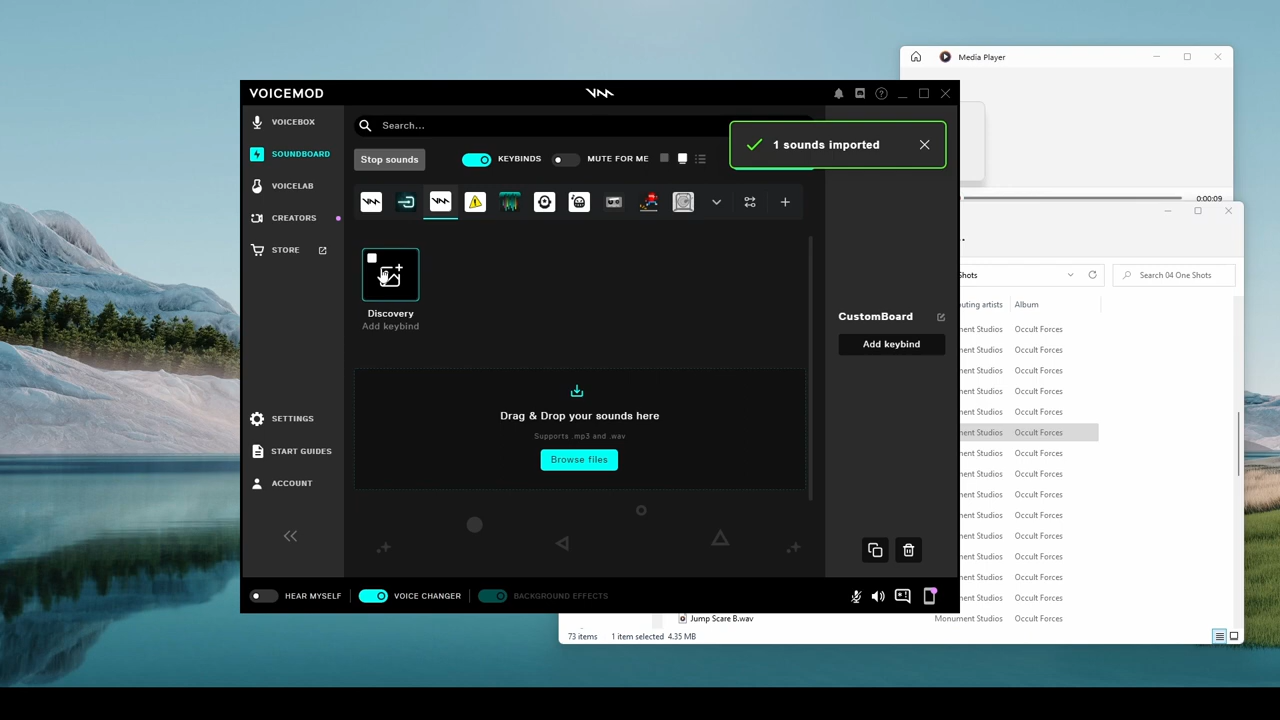 Media Player
VOICEMOD
VOICEBOX
SOUNDBOARD
VOICELAB
CREATORS
STORE
SETTINGS
START GUIDES
ACCOUNT
Search...
1 sounds imported
Stop sounds
KEYBINDS
MUTE FOR ME
Discovery
Add keybind
Drag & Drop your sounds here
Supports .mp3 and .wav
Browse files
CustomBoard
Add keybind
HEAR MYSELF
VOICE CHANGER
BACKGROUND EFFECTS
0:00:09
Shots
Search 04 One Shots
uting artists Album
ment Studios Occult Forces
ment Studios Occult Forces
ment Studios Occult Forces
ment Studios Occult Forces
ment Studios Occult Forces
ment Studios Occult Forces
ment Studios Occult Forces
ment Studios Occult Forces
ment Studios Occult Forces
ment Studios Occult Forces
ment Studios Occult Forces
ment Studios Occult Forces
ment Studios Occult Forces
ment Studios Occult Forces
Jump Scare B.wav Monument Studios Occult Forces
73 items 1 item selected 4.35 MB